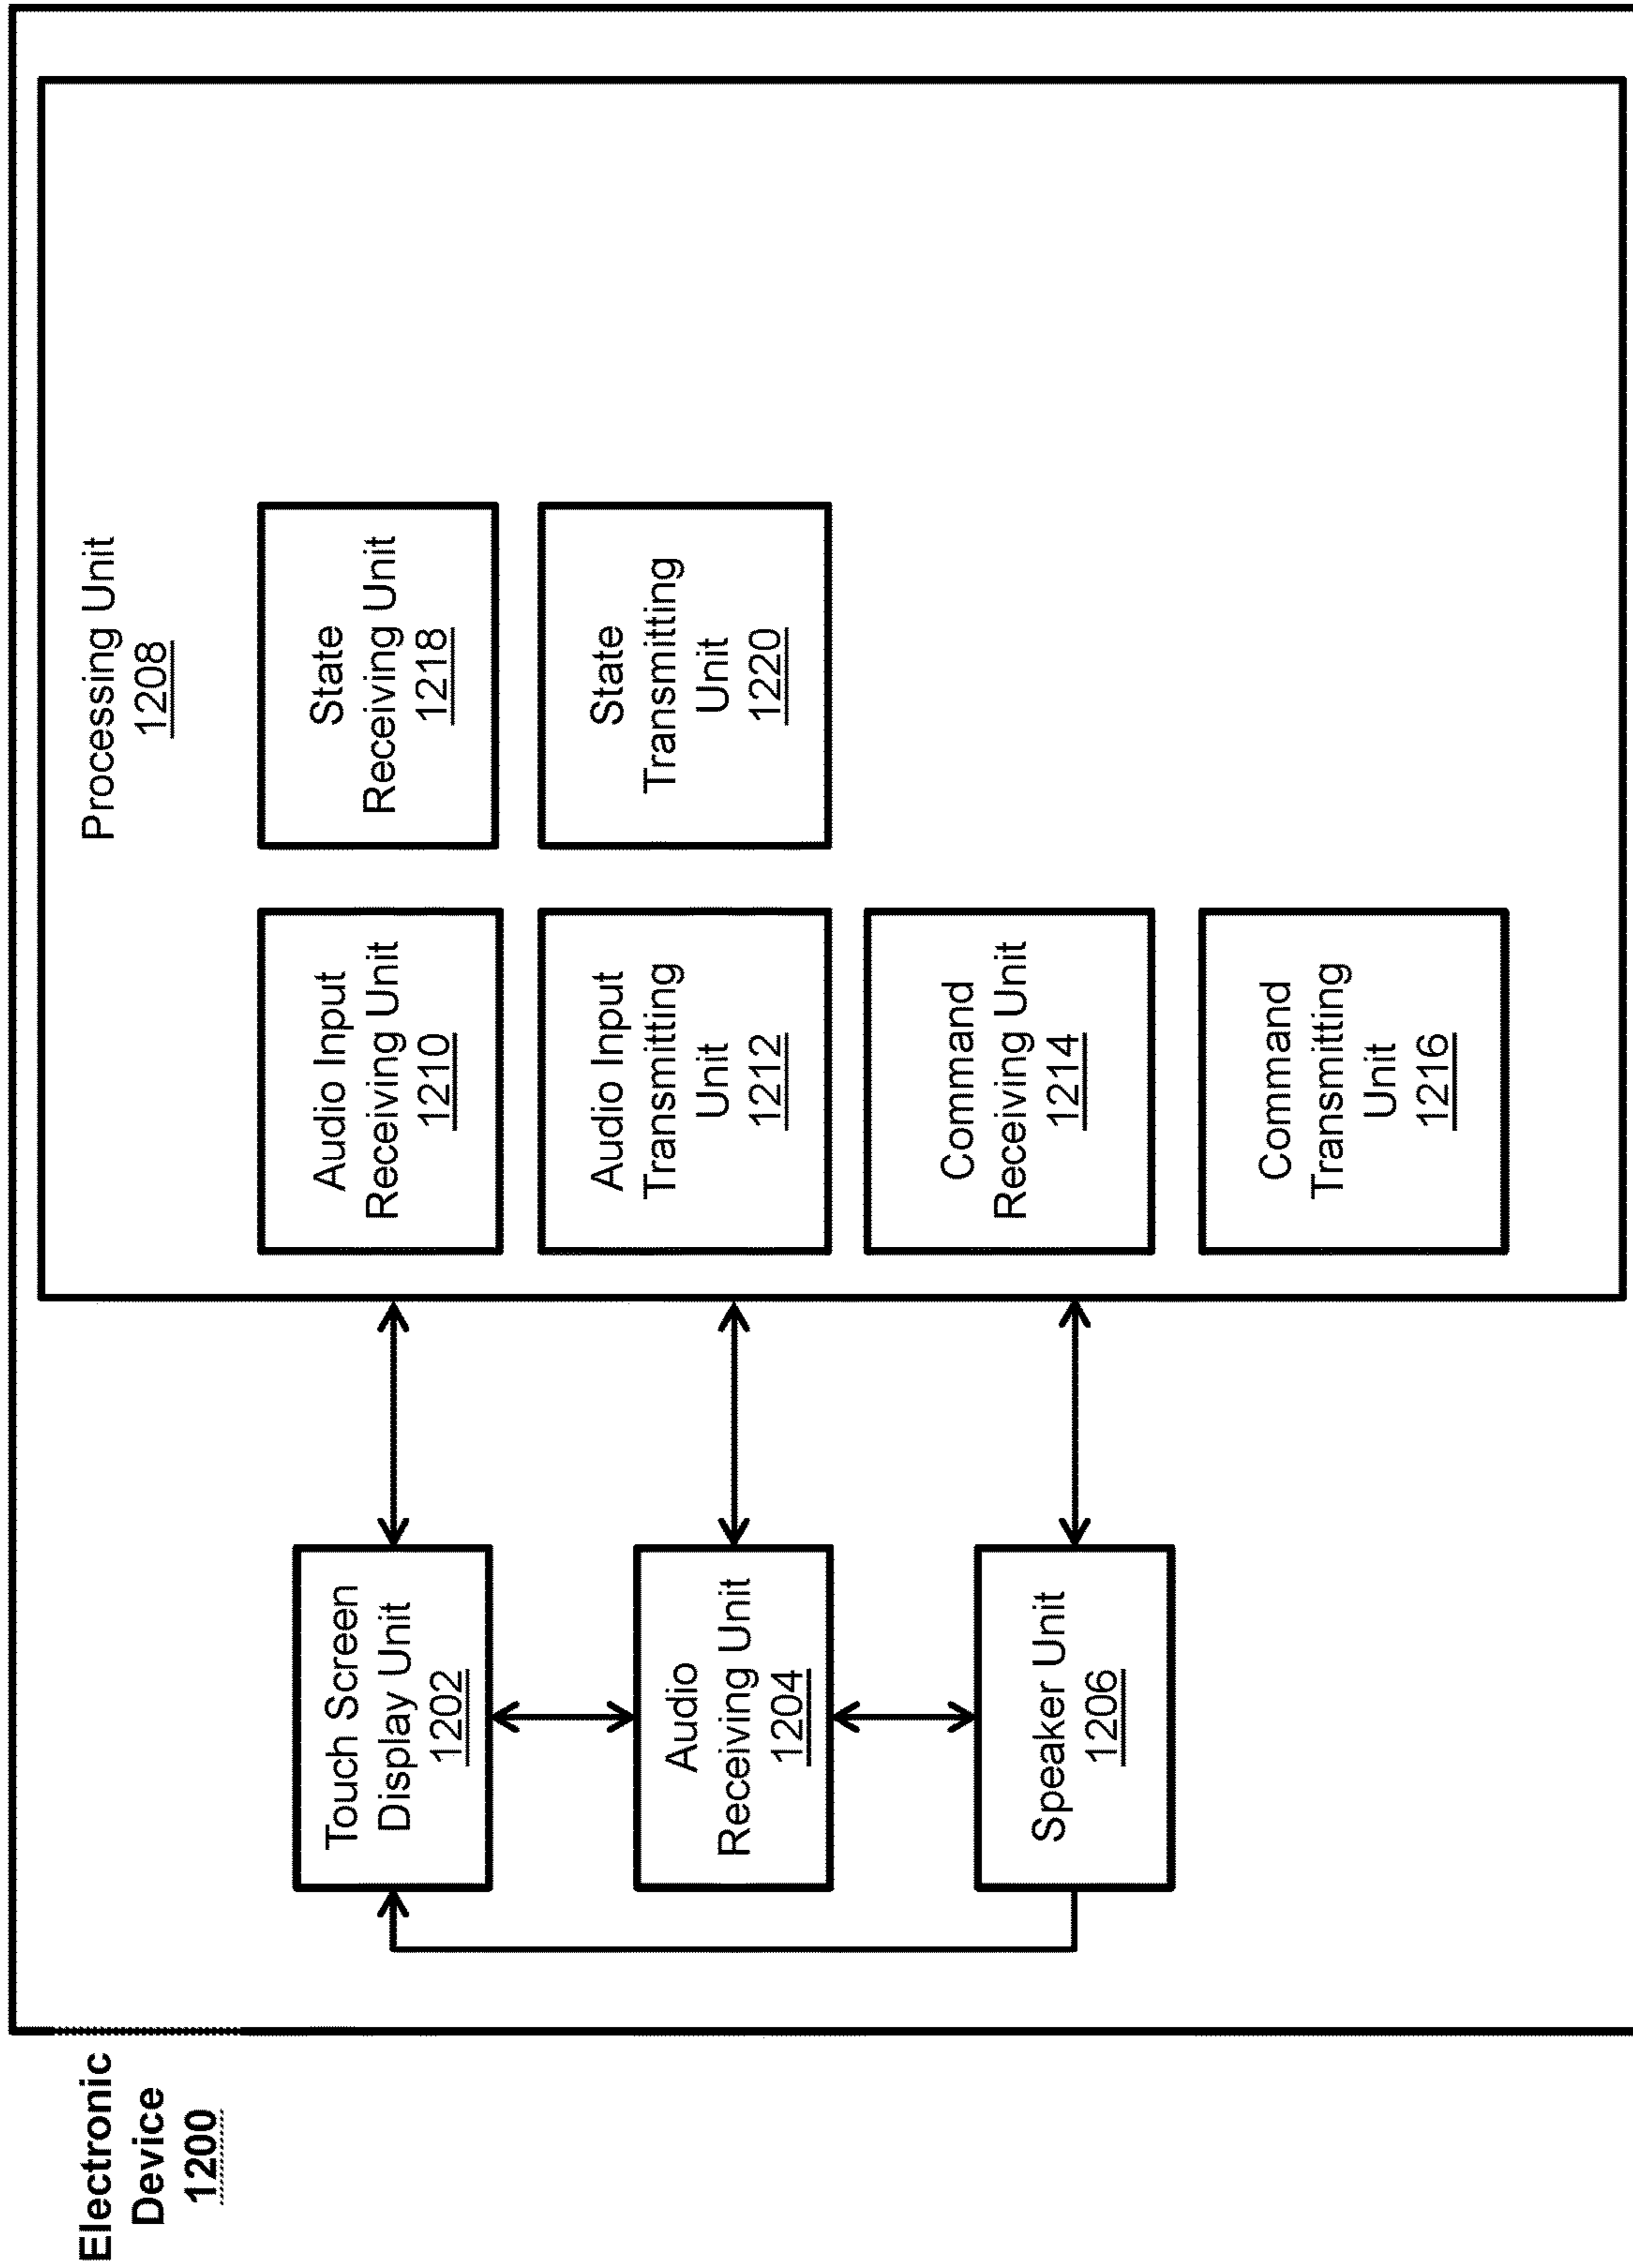 Electronic
Device
1200
Touch Screen
Display Unit
1202
Audio
Receiving Unit
1204
Speaker Unit
1206
Processing Unit
1208
Audio Input
Receiving Unit
1210
Audio Input
Transmitting
Unit
1212
Command
Receiving Unit
1214
Command
Transmitting
Unit
1216
State
Receiving Unit
1218
State
Transmitting
Unit
1220